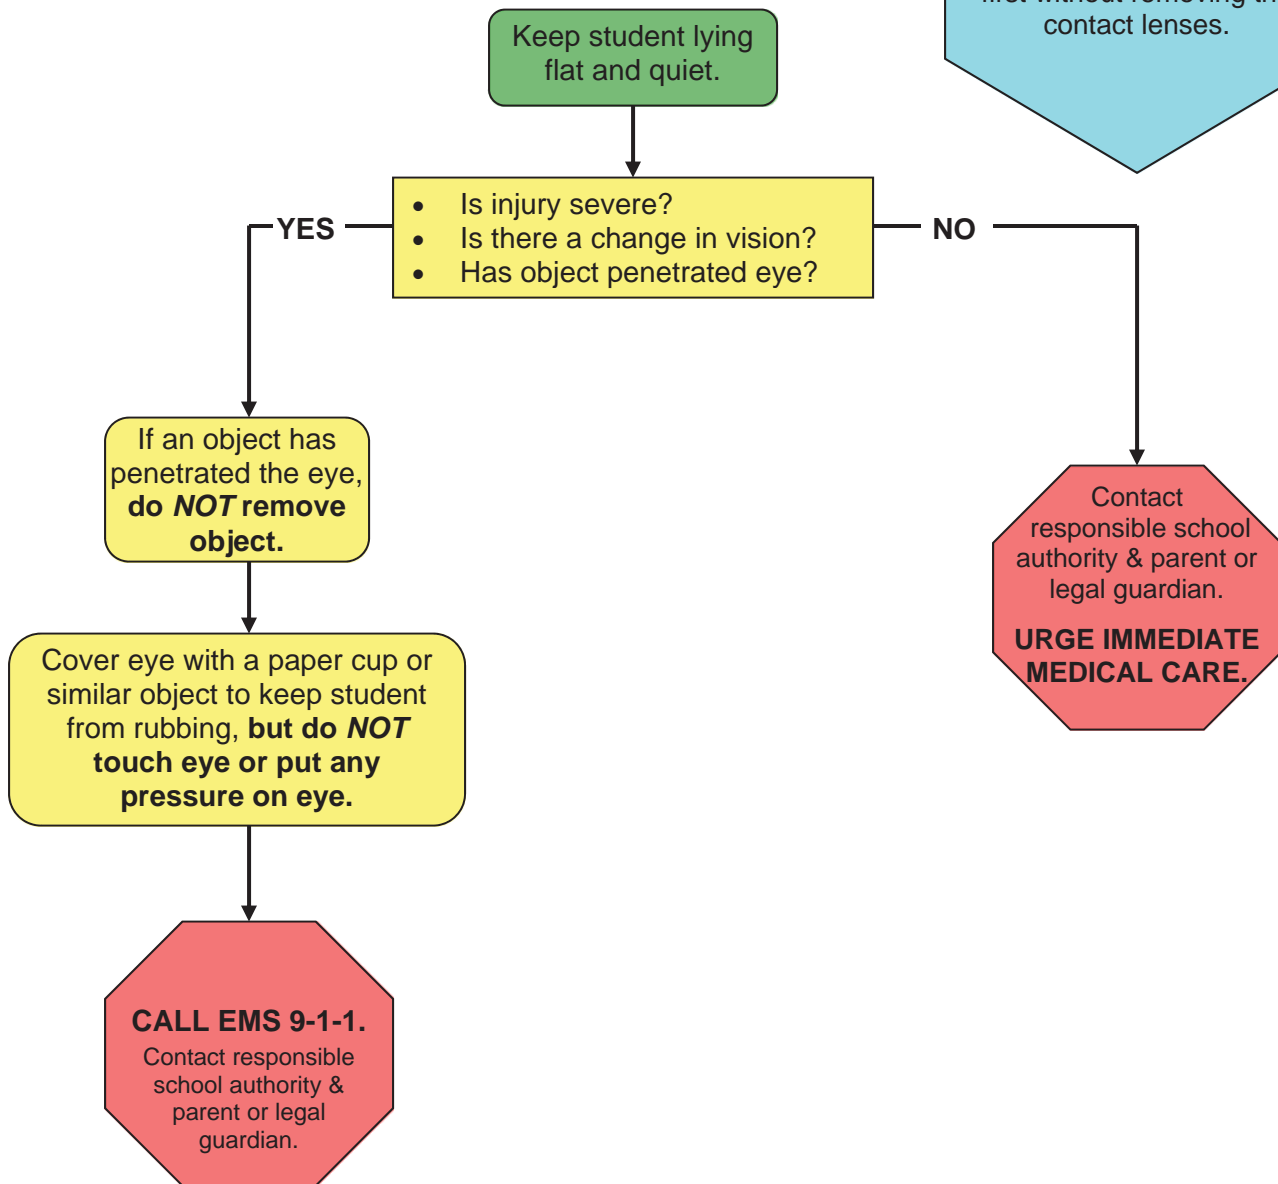 first without removing th
contact lenses.
Keep student lying
flat and quiet.
• Is injury severe?
• Is there a change in vision?
• Has object penetrated eye?
YES
NO
If an object has
penetrated the eye,
do NOT remove
object.
Cover eye with a paper cup or
similar object to keep student
from rubbing, but do NOT
touch eye or put any
pressure on eye.
CALL EMS 9-1-1.
Contact responsible
school authority &
parent or legal
guardian.
Contact
responsible school
authority & parent or
legal guardian.
URGE IMMEDIATE
MEDICAL CARE.